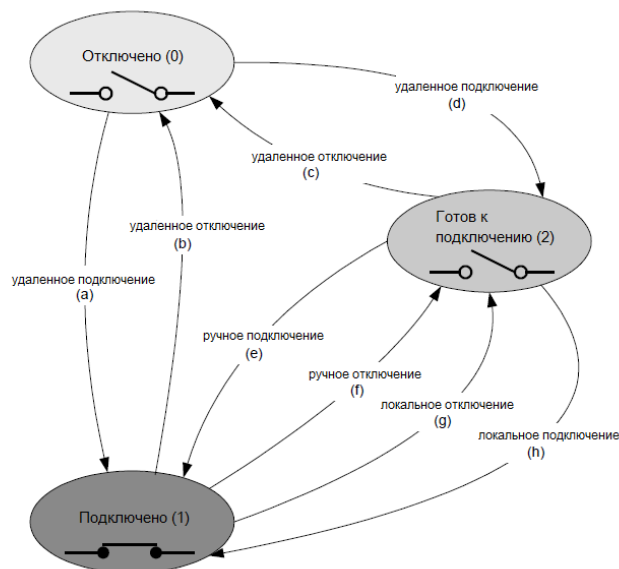 Отключено (0)
удаленное подключение
(d)
удаленное отключение
(c)
Готов к
подключению (2)
удаленное отключение
(b)
удаленное подключение
(a)
ручное подключение
(e)
ручное отключение
(f)
локальное отключение
(g)
локальное подключение
(h)
Подключено (1)